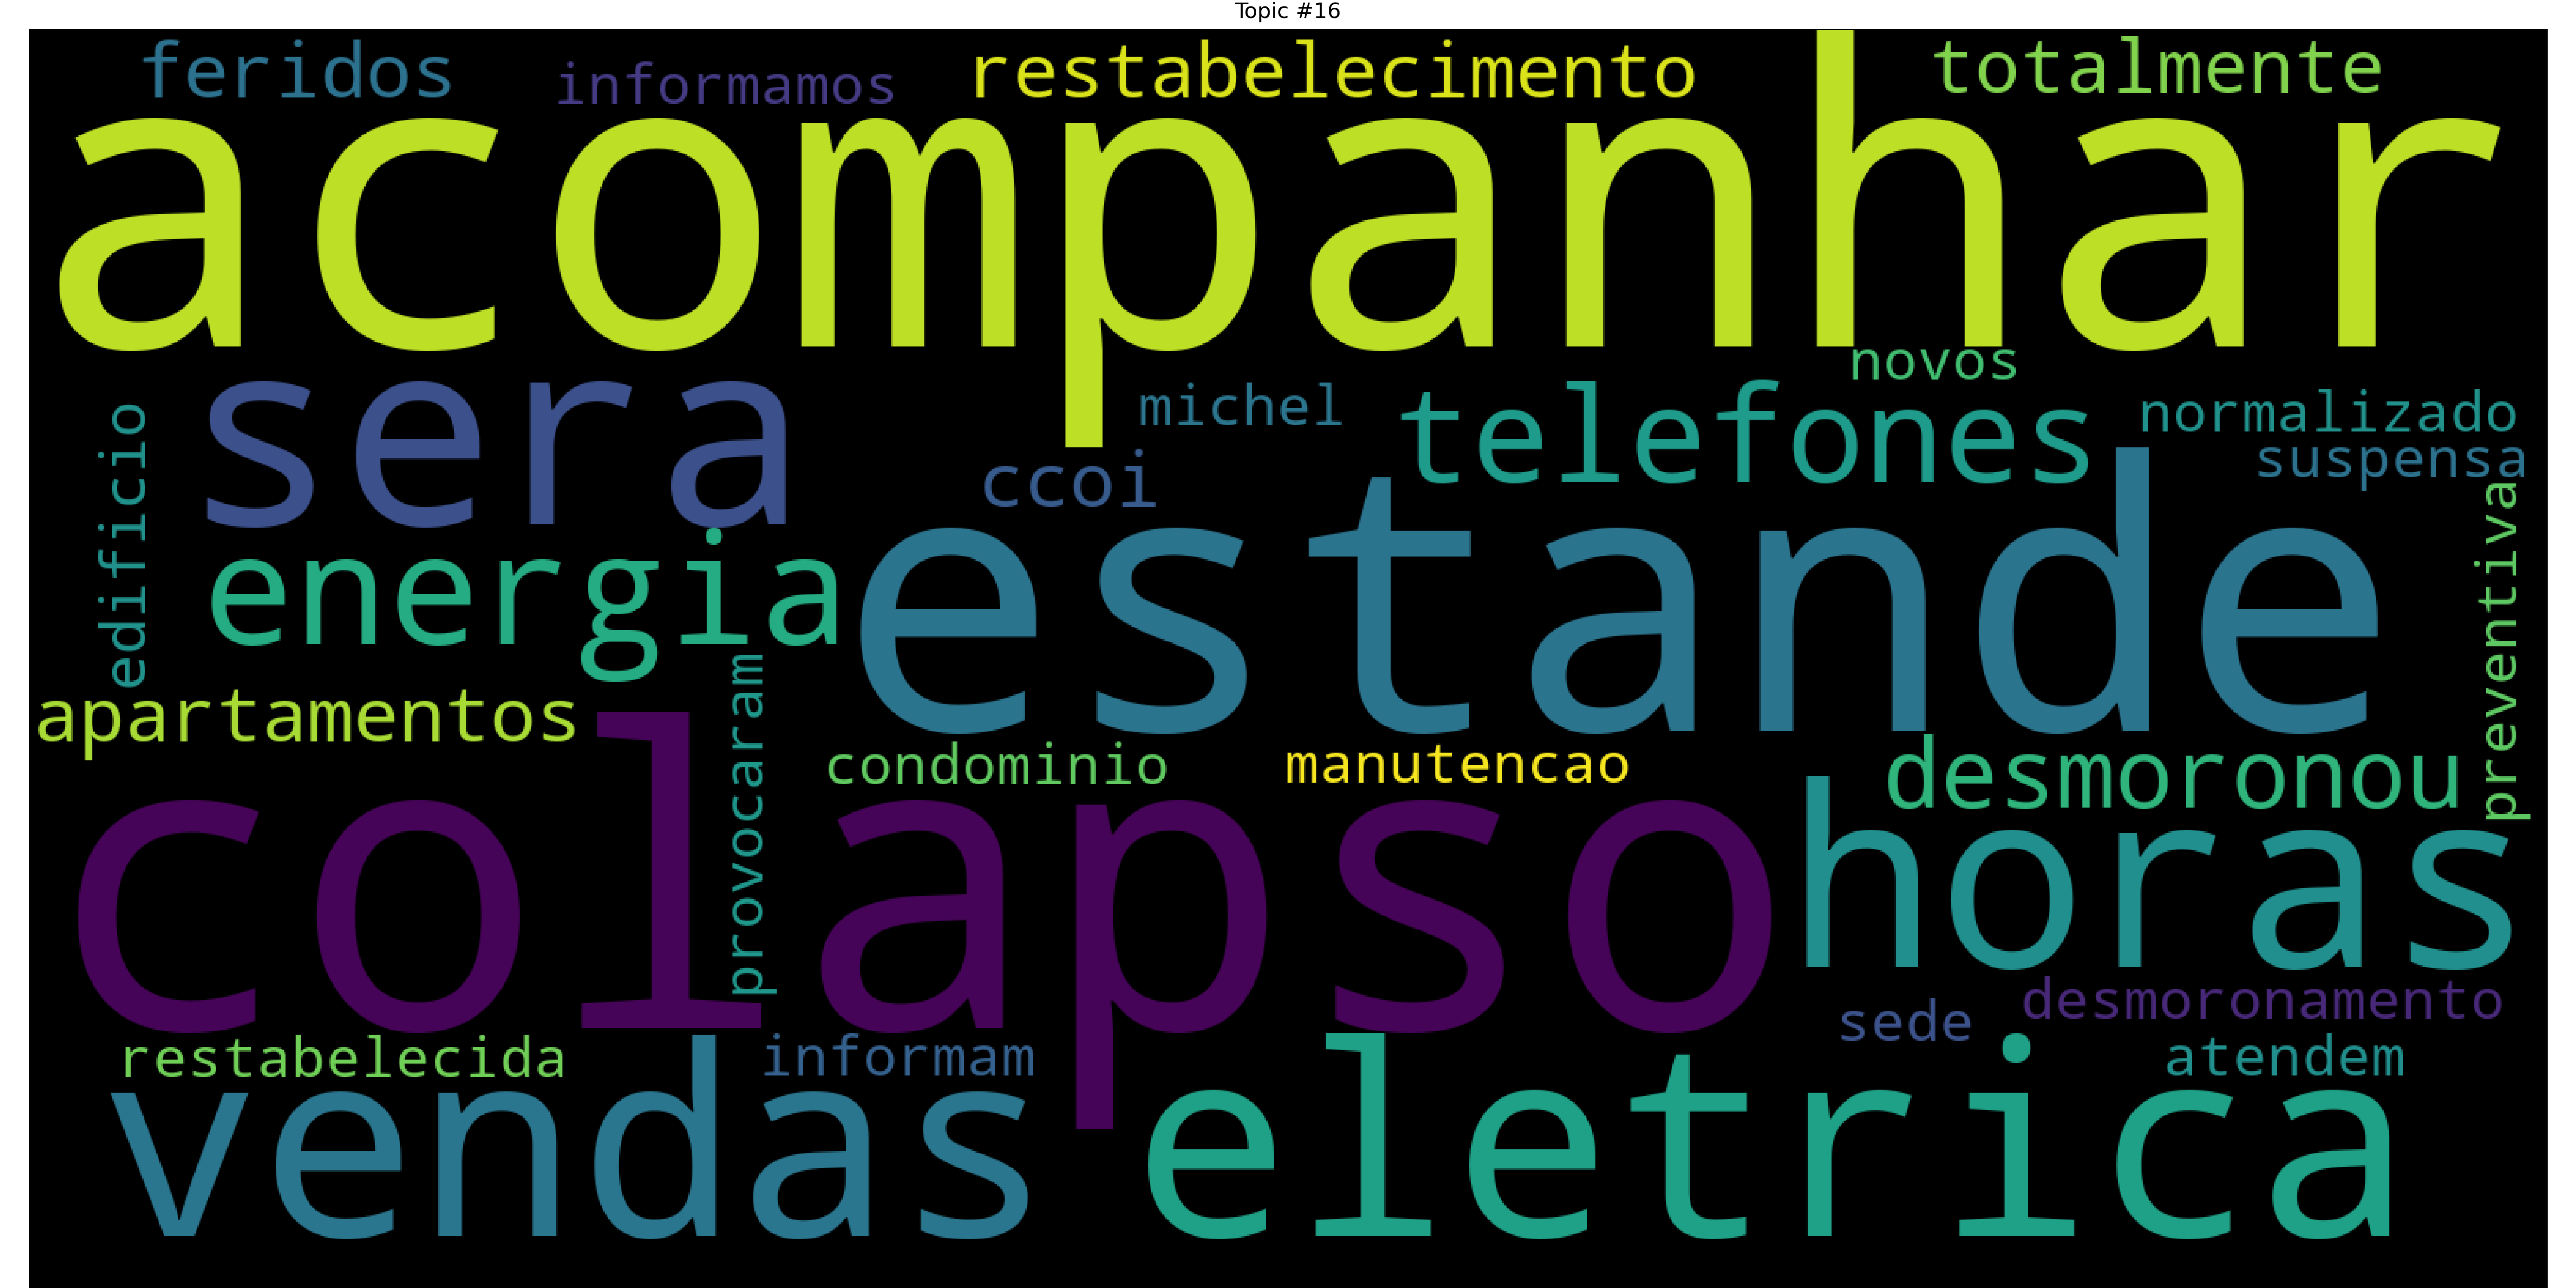 Topic #16
feridos
informamos
restabelecimento
totalmente
acompanhar
novos
sera
michel
telefones
normalizado
suspensa
ccoi
edificio
energia
estande
preventiva
apartamentos
provocaram
condominio
manutencao
desmoronou
colapso
horas
sede
desmoronamento
restabelecida
informam
atendem
vendas
eletrica